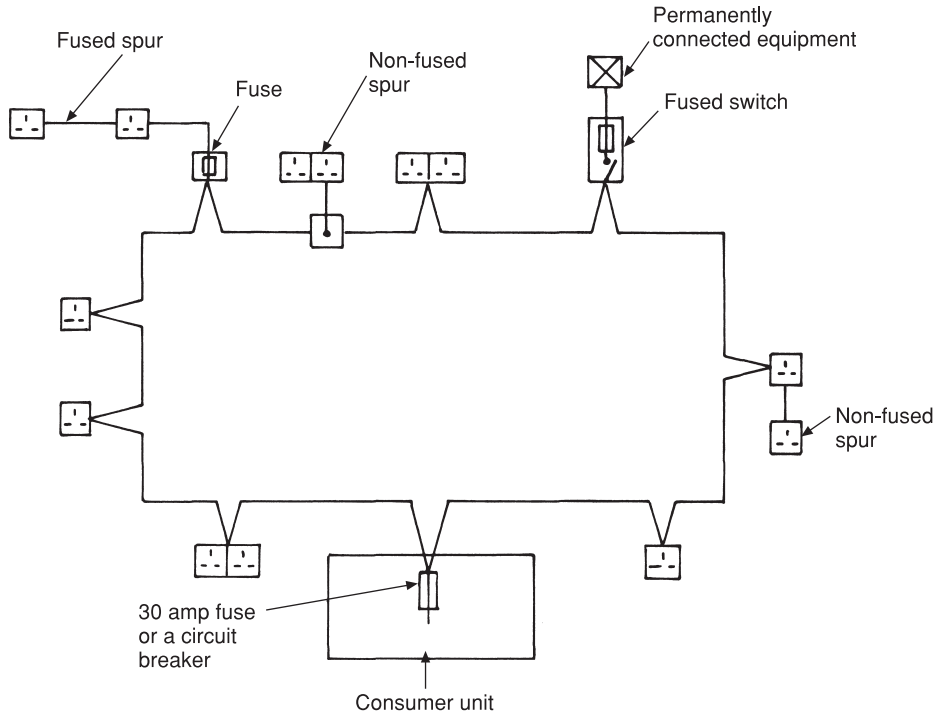 Permanently
connected equipment
Fused spur
Non-fused
spur
Fuse
Fused switch
Non-fused
spur
30 amp fuse
or a circuit
breaker
Consumer unit